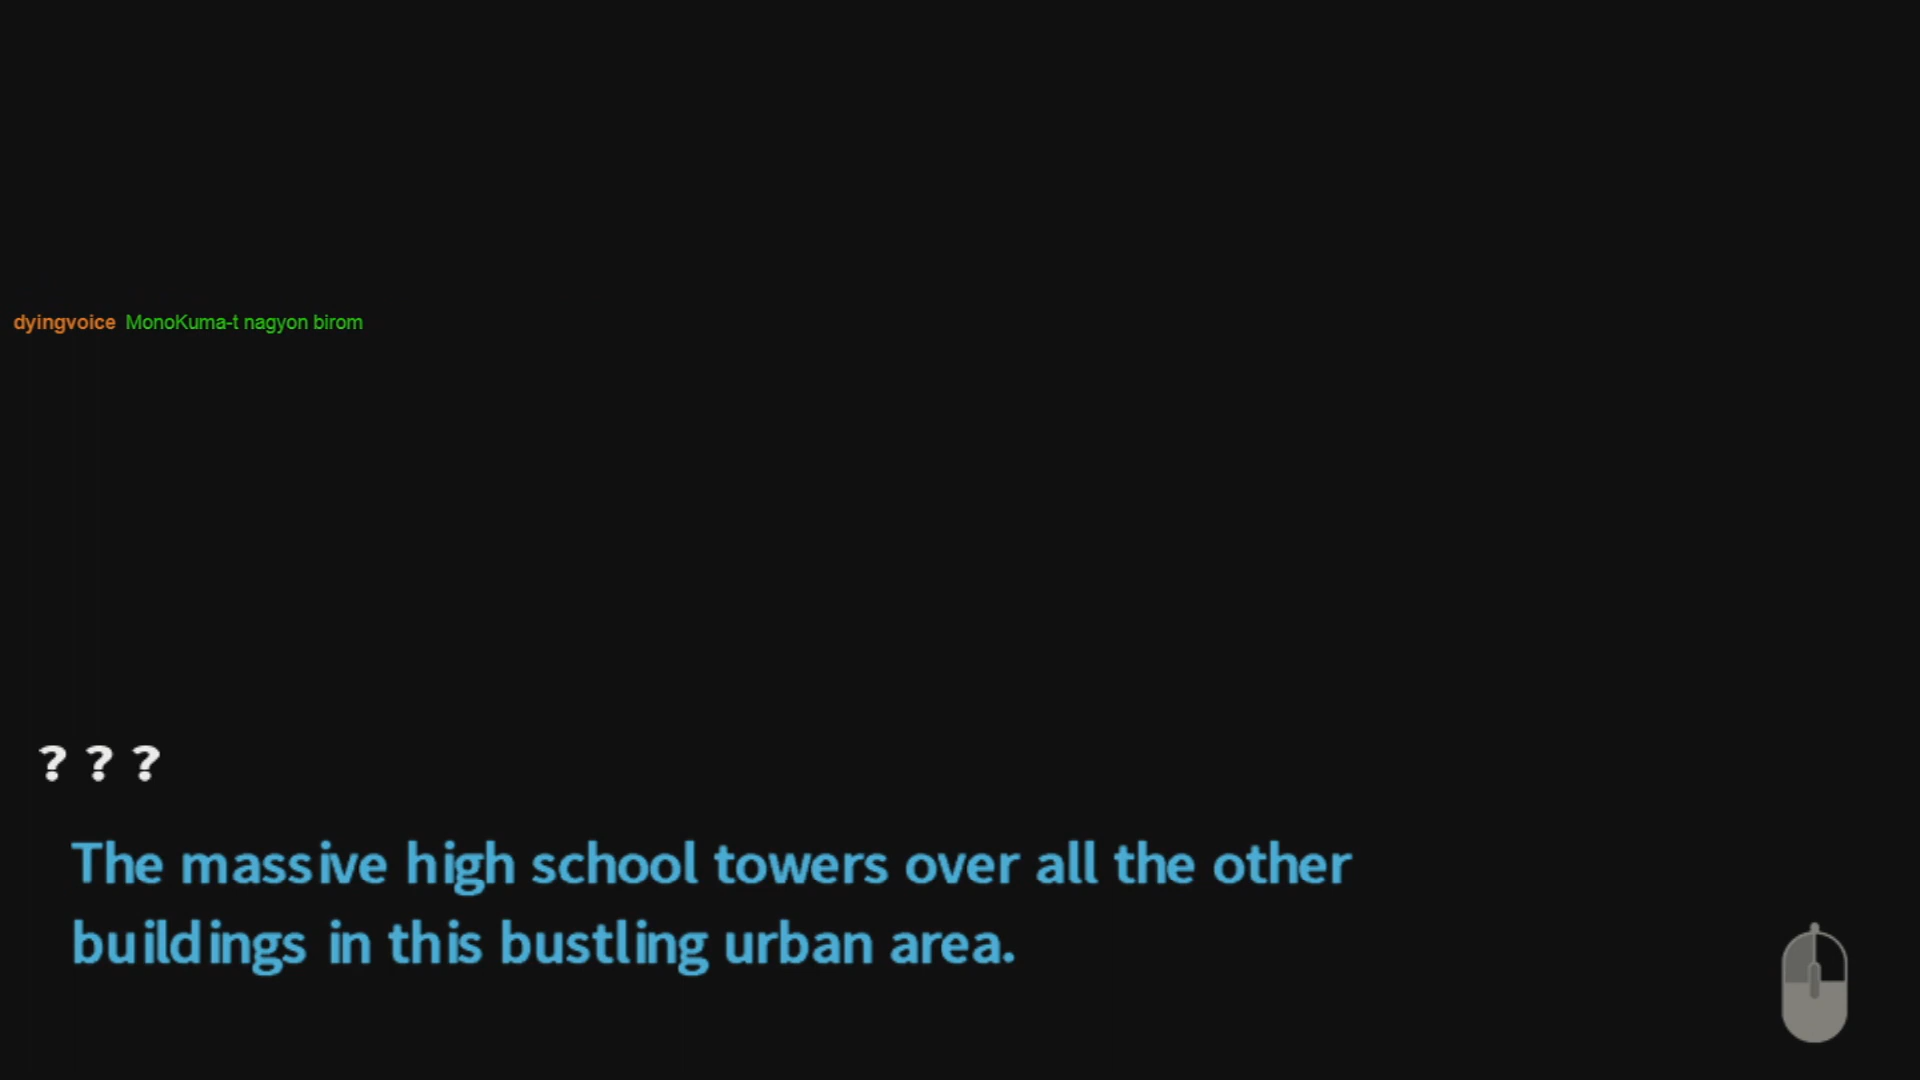 dyingvoice MonoKuma-t nagyon birom
? ? ?
The massive high school towers over all the other
buildings in this bustling urban area.